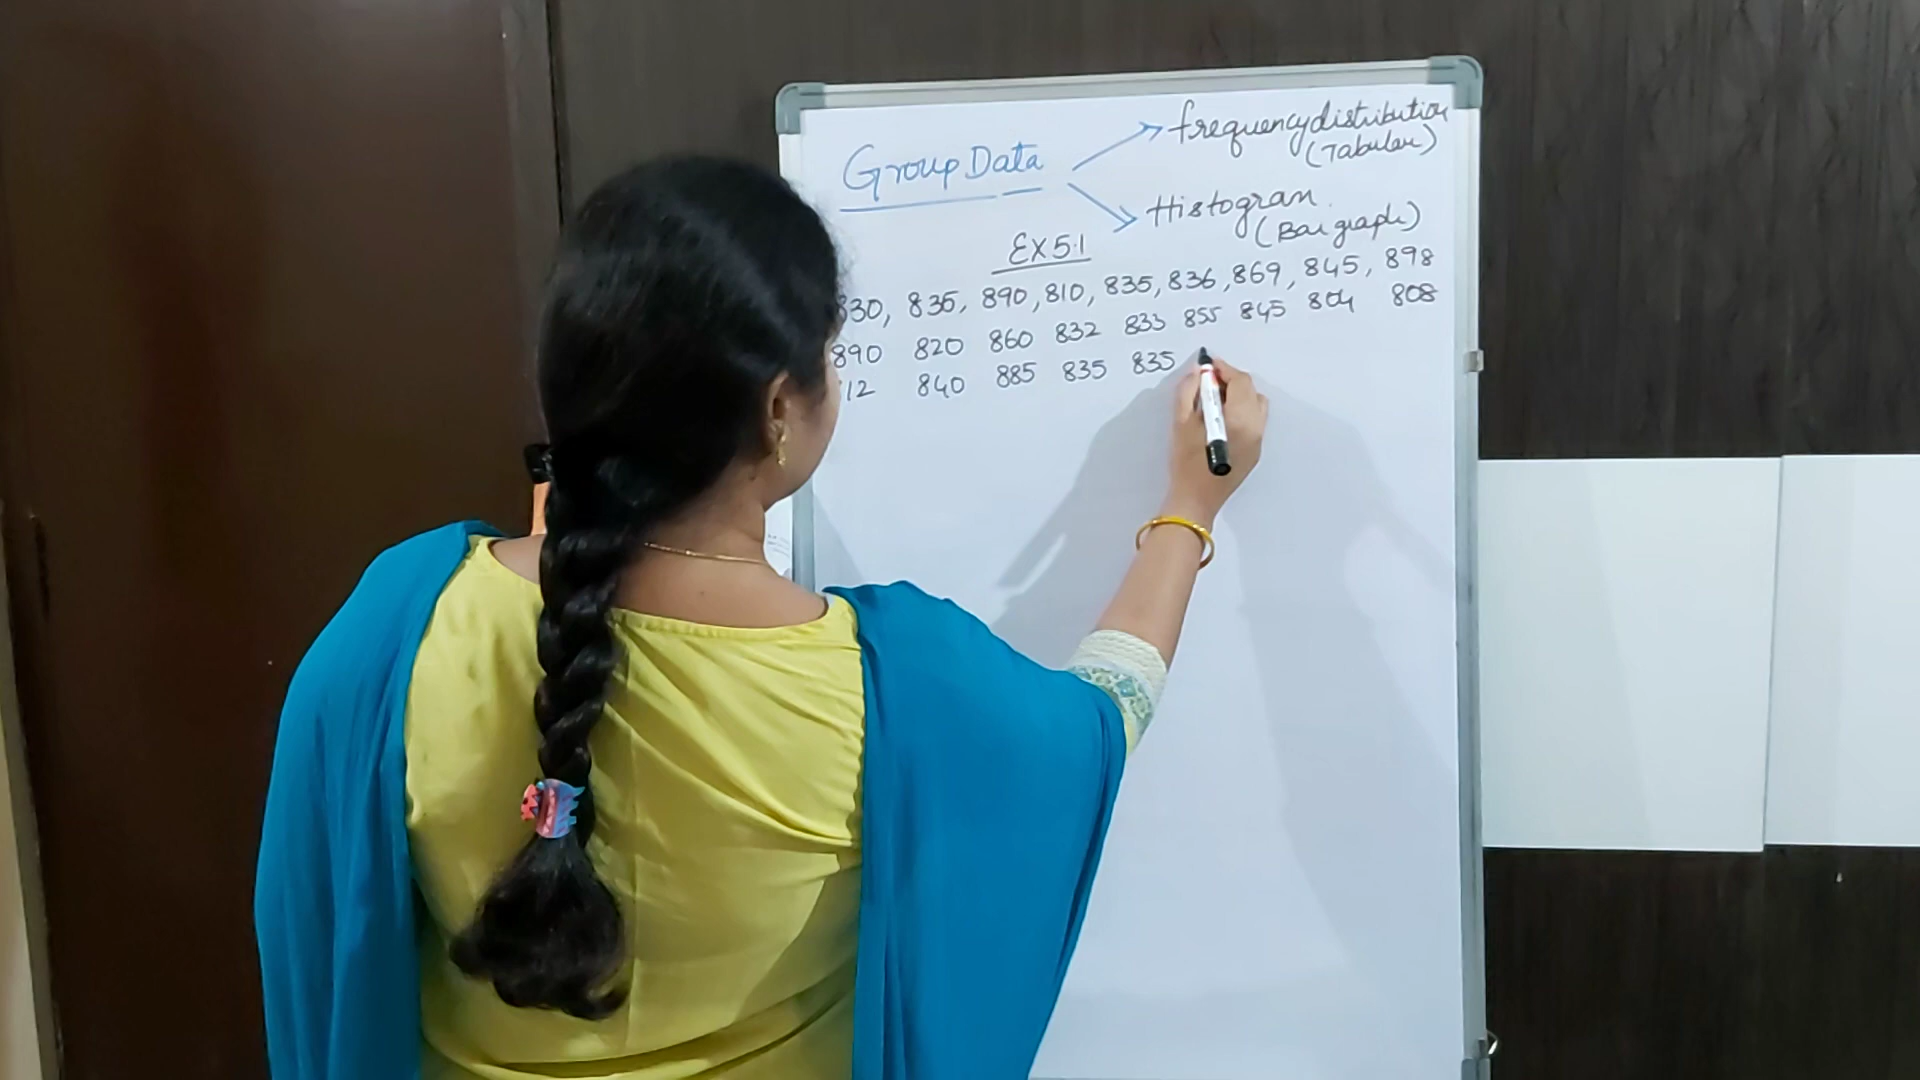 Group Data
frequency distribution
(Tabular)
Histogram
(Bar graph)
Ex 5.1
830, 835, 890, 810, 835, 836, 869, 845, 898
890 820 860 832 833 855 845 804 808
12 840 885 835 835